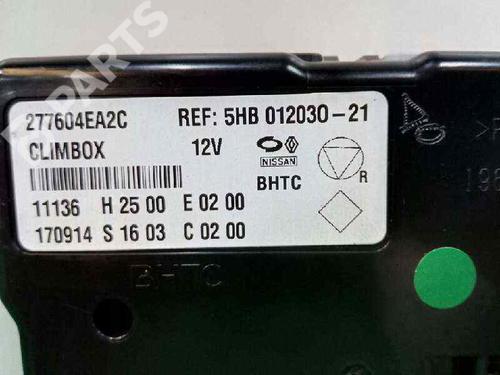 B-PARTS
277604EA2C REF: 5HB 012030-21
CLIMBOX 12V
NISSAN
BHTC R
11136 H 25 00 E 02 00
170914 S 16 03 C 02 00
BHTC